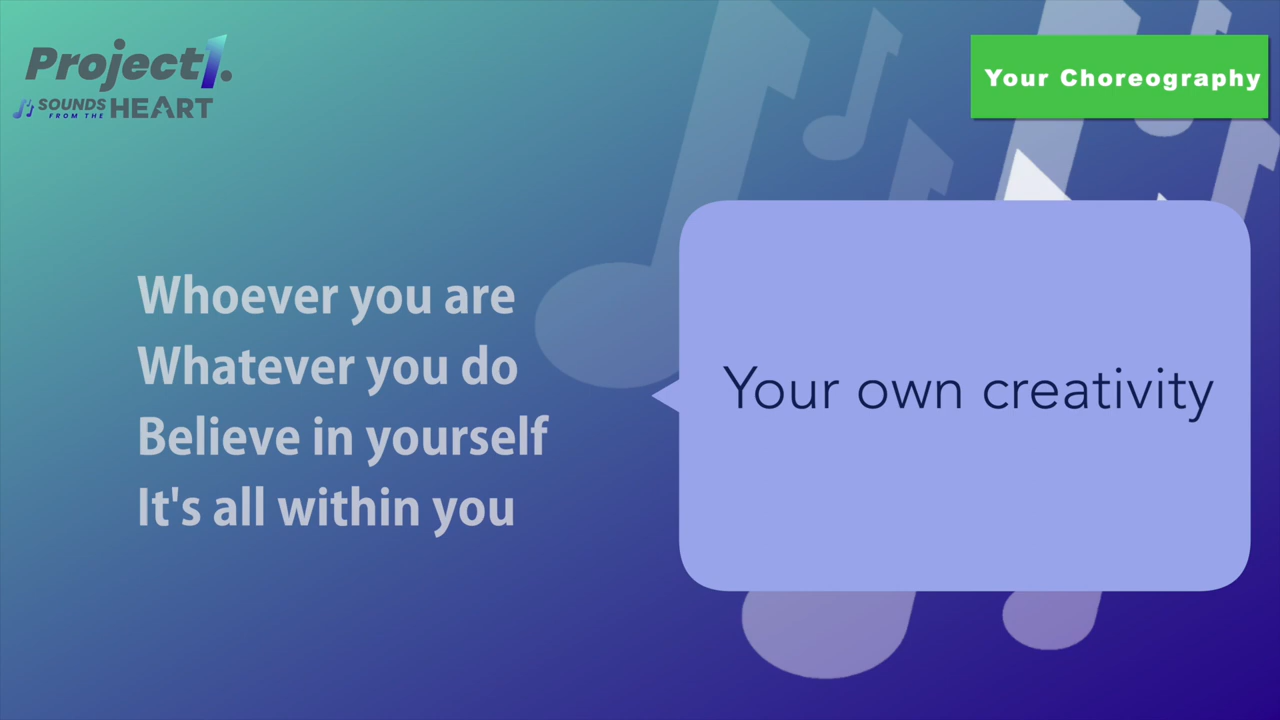 Project1.
SOUNDS
FROM THE
HEART
Your Choreography
Whoever you are
Whatever you do
Believe in yourself
It's all within you
Your own creativity